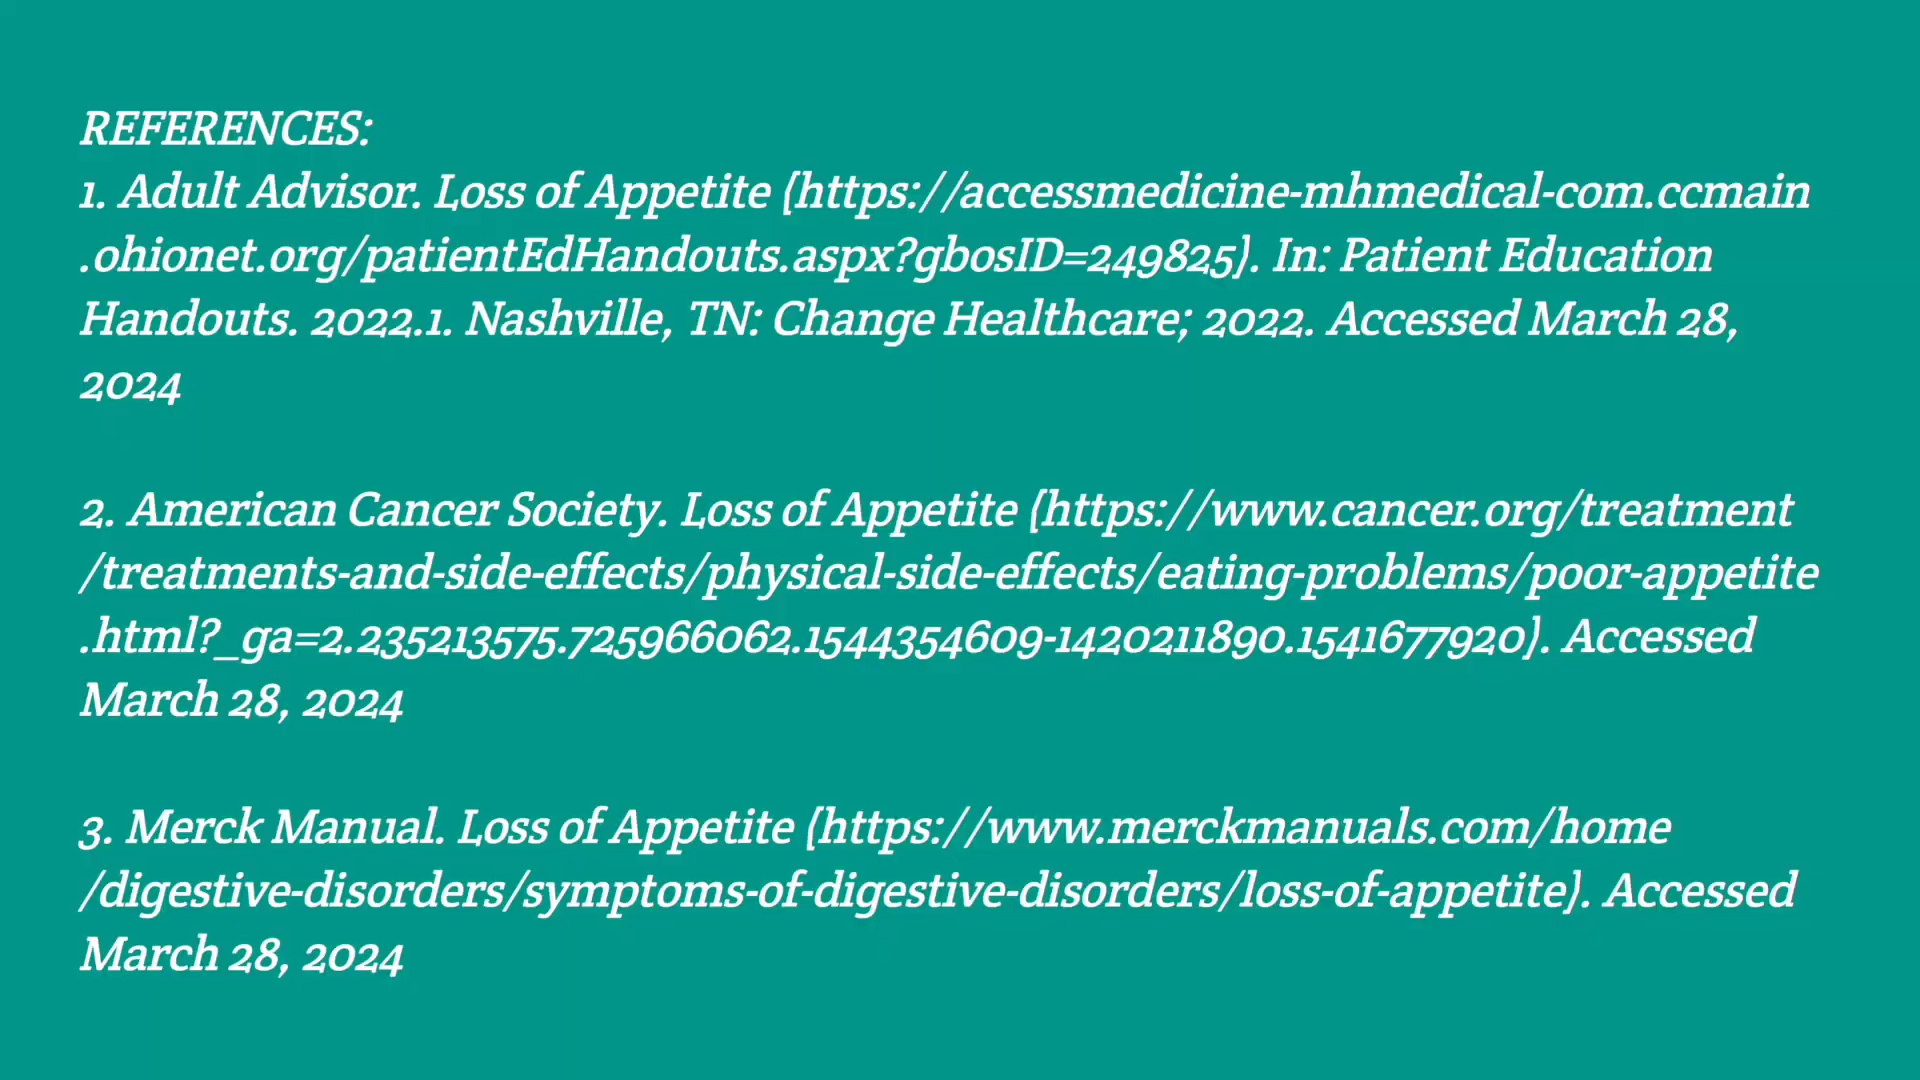 REFERENCES:
1. Adult Advisor. Loss of Appetite (https://accessmedicine-mhmedical-com.ccmain
.ohionet.org/patientEdHandouts.aspx?gbosID=249825). In: Patient Education
Handouts. 2022.1. Nashville, TN: Change Healthcare; 2022. Accessed March 28,
2024
2. American Cancer Society. Loss of Appetite (https://www.cancer.org/treatment
/treatments-and-side-effects/physical-side-effects/eating-problems/poor-appetite
.html?_ga=2.235213575.725966062.1544354609-1420211890.1541677920). Accessed
March 28, 2024
3. Merck Manual. Loss of Appetite (https://www.merckmanuals.com/home
/digestive-disorders/symptoms-of-digestive-disorders/loss-of-appetite). Accessed
March 28, 2024